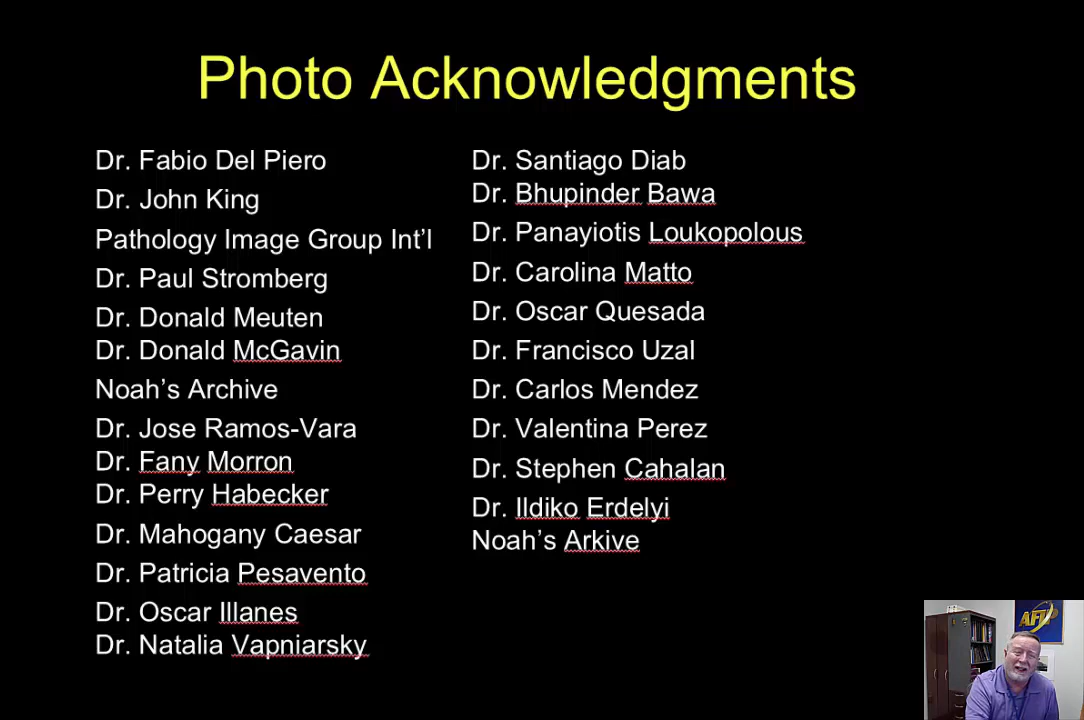 Photo Acknowledgments
Dr. Fabio Del Piero
Dr. John King
Pathology Image Group Int’l
Dr. Paul Stromberg
Dr. Donald Meuten
Dr. Donald McGavin
Noah’s Archive
Dr. Jose Ramos-Vara
Dr. Fany Morron
Dr. Perry Habecker
Dr. Mahogany Caesar
Dr. Patricia Pesavento
Dr. Oscar Illanes
Dr. Natalia Vapniarsky
Dr. Santiago Diab
Dr. Bhupinder Bawa
Dr. Panayiotis Loukopolous
Dr. Carolina Matto
Dr. Oscar Quesada
Dr. Francisco Uzal
Dr. Carlos Mendez
Dr. Valentina Perez
Dr. Stephen Cahalan
Dr. Ildiko Erdelyi
Noah’s Arkive